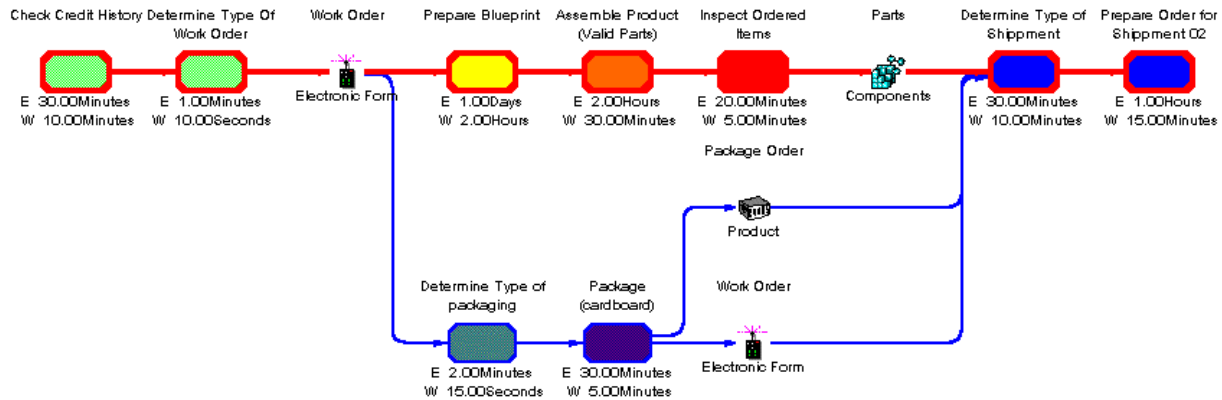 Check Credit History
Determine Type Of
Work Order
Work Order
Prepare Blueprint
Assemble Product
(Valid Parts)
Inspect Ordered
Items
Parts
Determine Type of
Shippment
Prepare Order for
Shippment 02
E 30.00Minutes
W 10.00Minutes
E 1.00Minutes
W 10.00Seconds
Electronic Form
E 1.00Days
W 2.00Hours
E 2.00Hours
W 30.00Minutes
E 20.00Minutes
W 5.00Minutes
Components
E 30.00Minutes
W 10.00Minutes
E 1.00Hours
W 15.00Minutes
Package Order
Product
Determine Type of
packaging
Package
(cardboard)
Work Order
E 2.00Minutes
W 15.00Seconds
E 30.00Minutes
W 5.00Minutes
Electronic Form